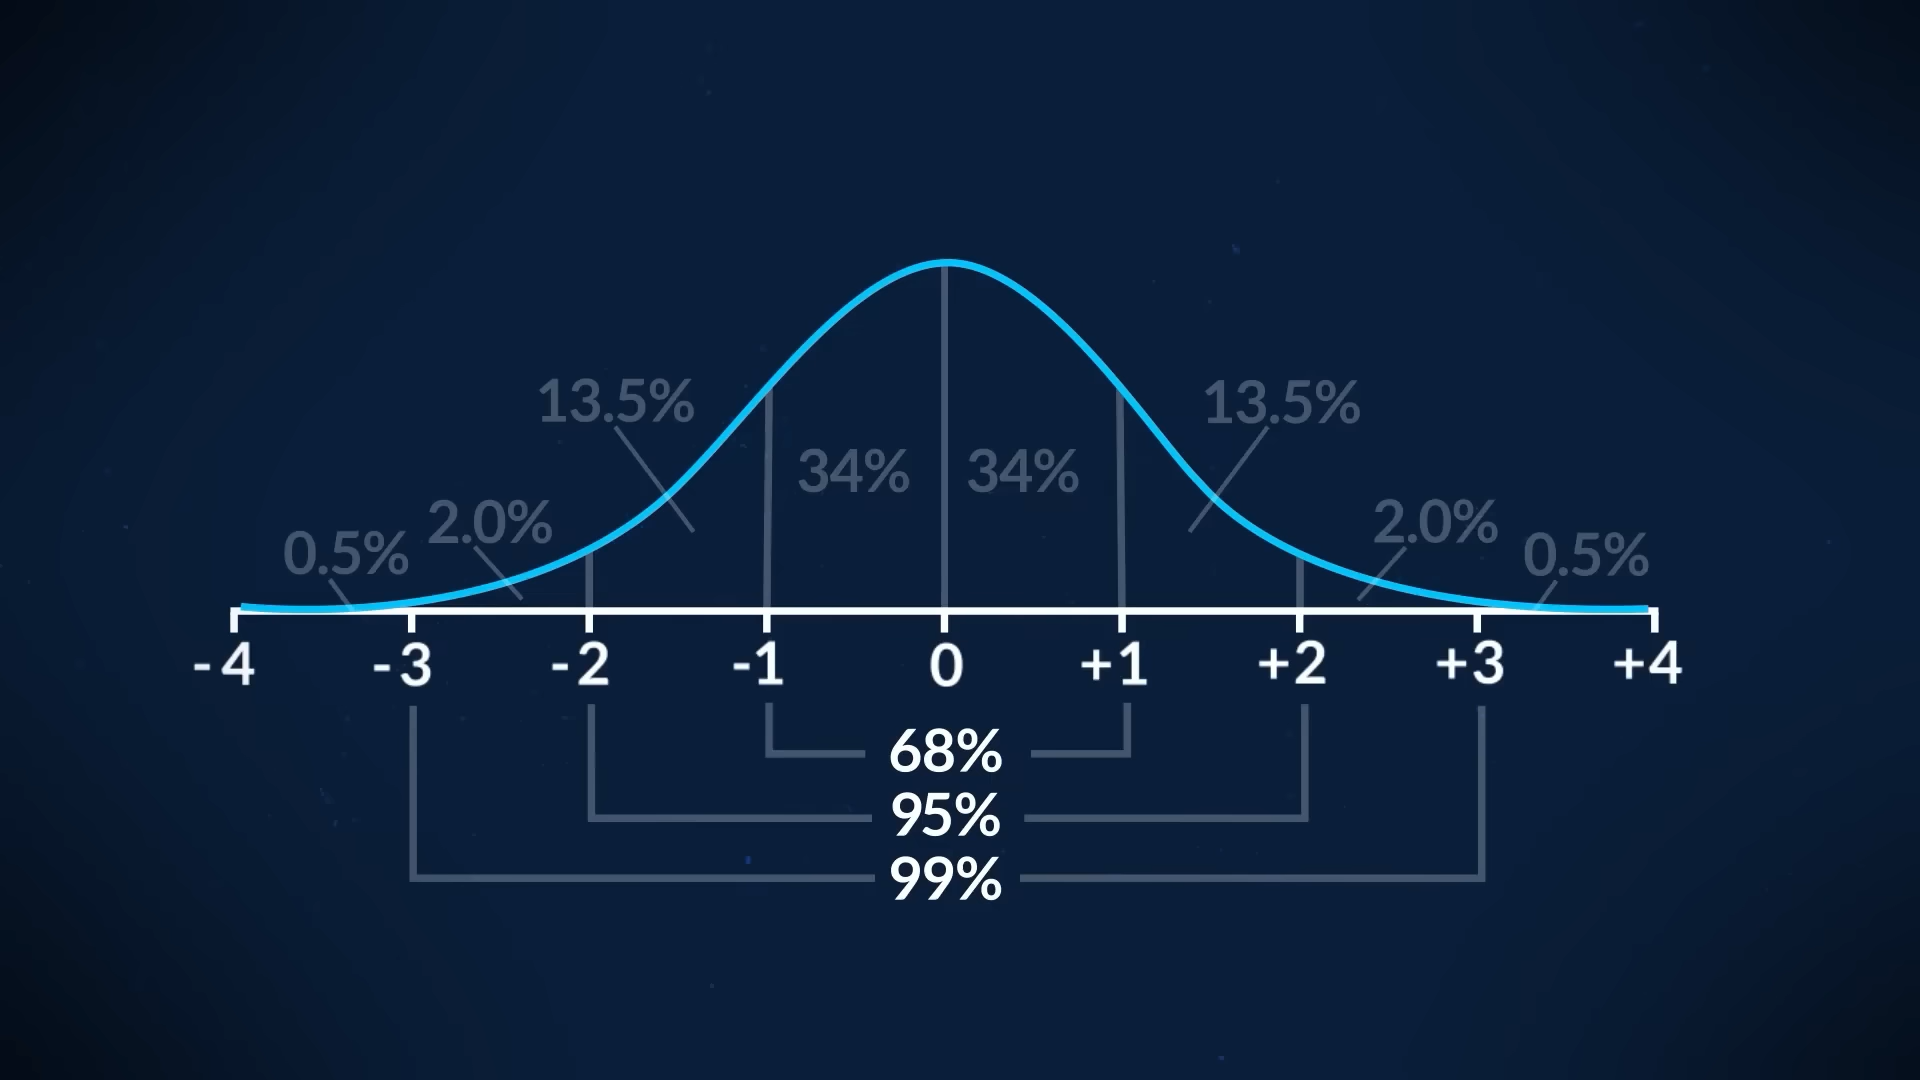 13.5% 13.5%
34% 34%
0.5% 2.0% 2.0% 0.5%
-4 -3 -2 -1 0 +1 +2 +3 +4
68%
95%
99%